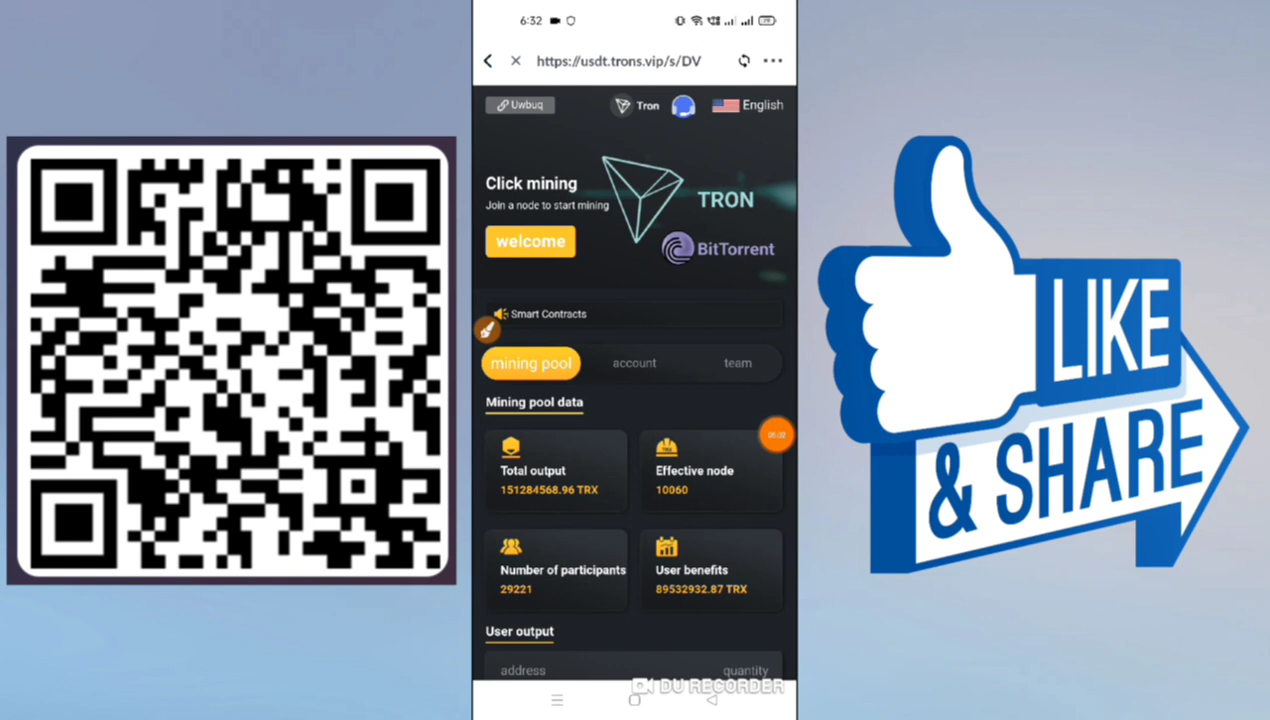 6:32
https://usdt.trons.vip/s/DV
Uwbuq
Tron
English
Click mining
Join a node to start mining
welcome
TRON
BitTorrent
Smart Contracts
mining pool
account
team
Mining pool data
Total output
151284568.96 TRX
Effective node
10060
Number of participants
29221
User benefits
89532932.87 TRX
User output
address
quantity
DU RECORDER
LIKE
& SHARE